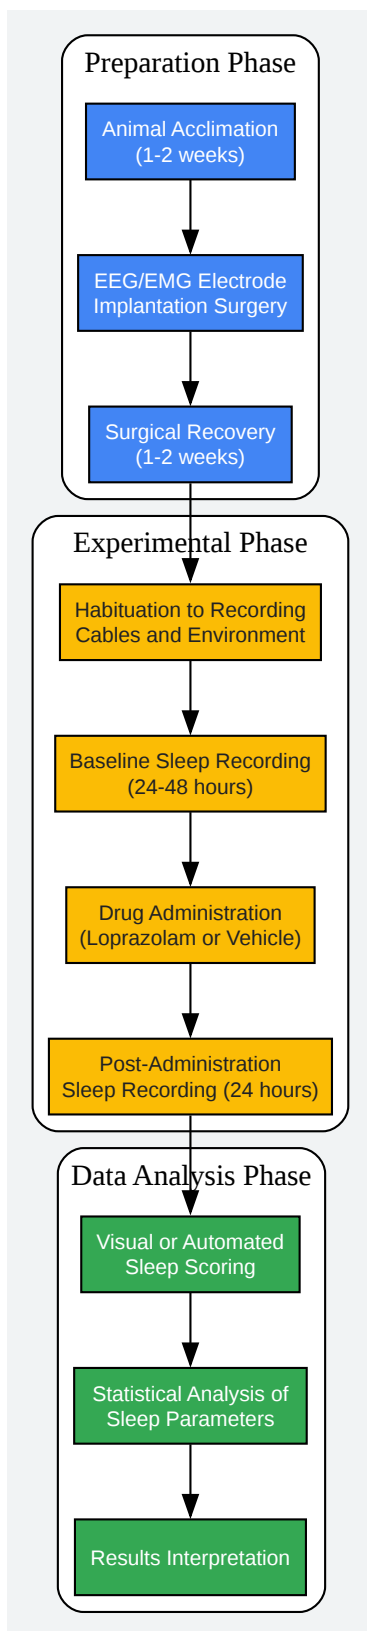 Preparation Phase
Animal Acclimation
(1-2 weeks)
EEG/EMG Electrode
Implantation Surgery
Surgical Recovery
(1-2 weeks)
Experimental Phase
Habituation to Recording
Cables and Environment
Baseline Sleep Recording
(24-48 hours)
Drug Administration
(Loprazolam or Vehicle)
Post-Administration
Sleep Recording (24 hours)
Data Analysis Phase
Visual or Automated
Sleep Scoring
Statistical Analysis of
Sleep Parameters
Results Interpretation